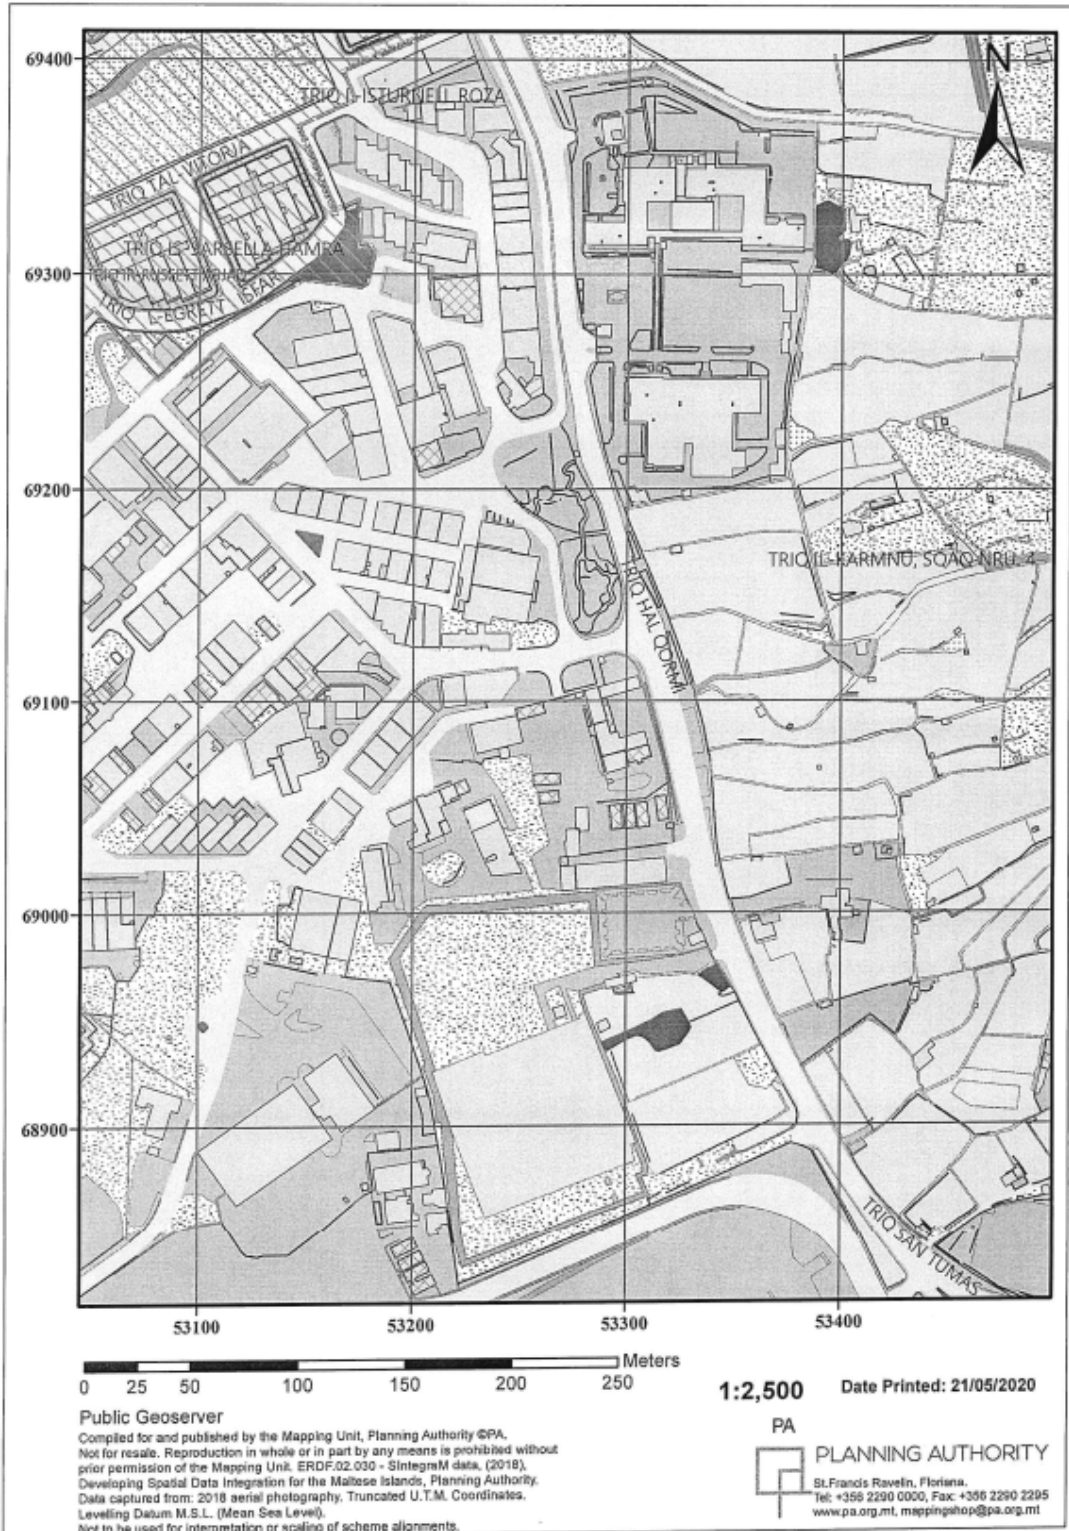 N
69400
69300
69200
69100
69000
68900
TRIQ L-ISTURNELL ROZA
TRIQ TAL-VITORJA
TRIQ IS-SARSELLA HAMRA
TRIQ L-EGRETT ISFAR
TRIQ IL-KARMNU, SQAQ NRU. 4
TRIQ HAL QORMI
TRIQ SAN TUMAS
53100
53200
53300
53400
Meters
0 25 50 100 150 200 250
1:2,500
Date Printed: 21/05/2020
Public Geoserver
Compiled for and published by the Mapping Unit, Planning Authority ©PA.
Not for resale. Reproduction in whole or in part by any means is prohibited without
prior permission of the Mapping Unit. ERDF.02.030 - SIntegraM data, (2018),
Developing Spatial Data Integration for the Maltese Islands, Planning Authority.
Data captured from: 2018 aerial photography. Truncated U.T.M. Coordinates.
Levelling Datum M.S.L. (Mean Sea Level).
Not to be used for interpretation or scaling of scheme alignments.
PA
PLANNING AUTHORITY
St.Francis Ravelin, Floriana.
Tel: +356 2290 0000, Fax: +356 2290 2295
www.pa.org.mt, mappingshop@pa.org.mt